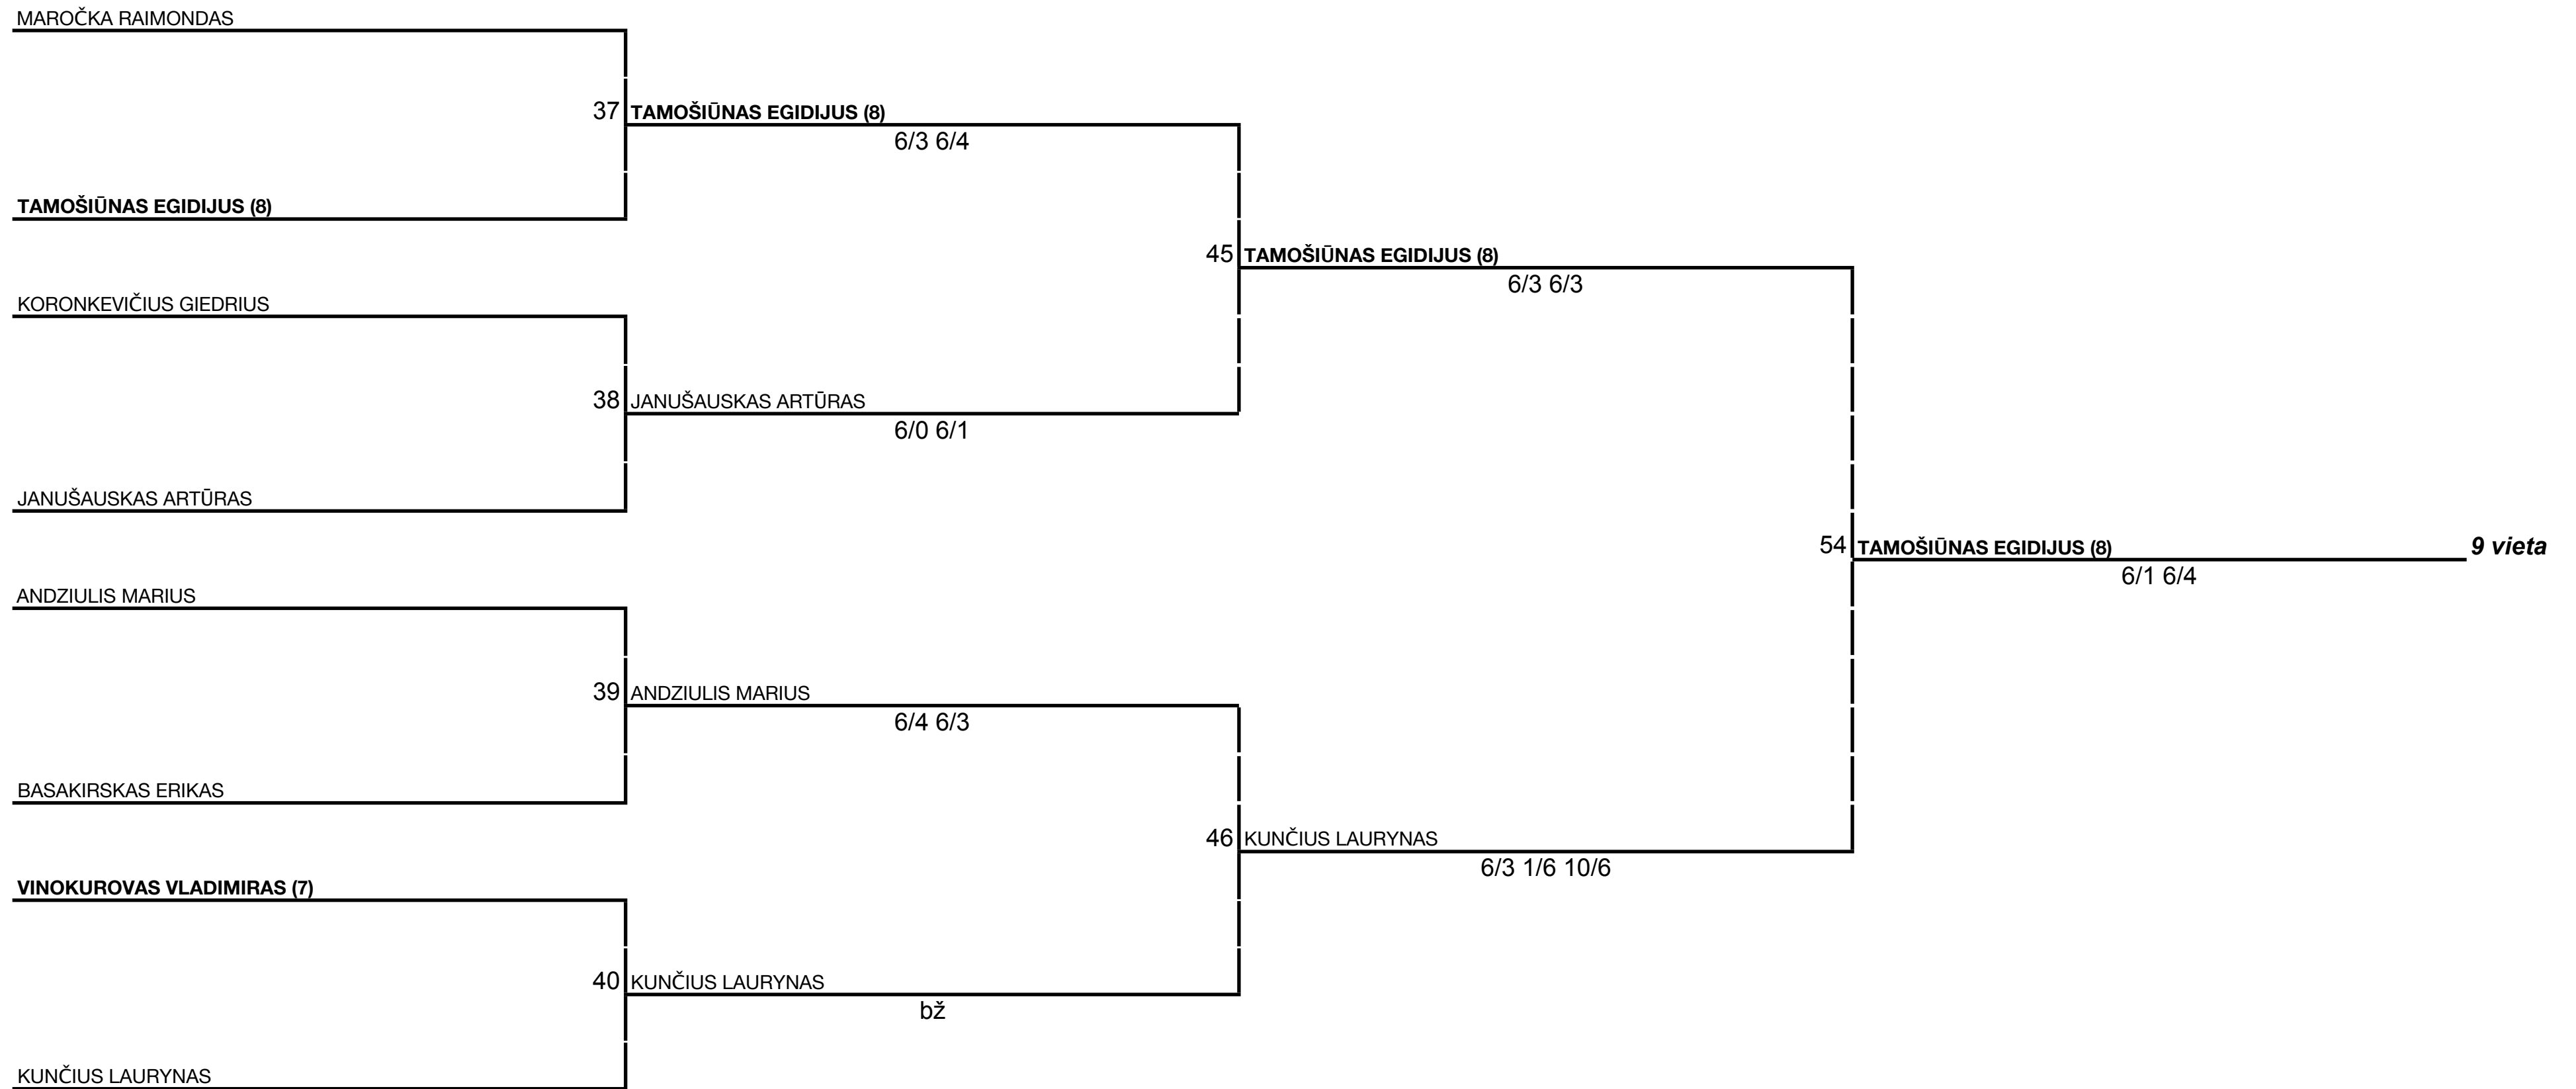 MAROČKA RAIMONDAS
37 TAMOŠIŪNAS EGIDIJUS (8)
6/3 6/4
TAMOŠIŪNAS EGIDIJUS (8)
45 TAMOŠIŪNAS EGIDIJUS (8)
6/3 6/3
KORONKEVIČIUS GIEDRIUS
38 JANUŠAUSKAS ARTŪRAS
6/0 6/1
JANUŠAUSKAS ARTŪRAS
54 TAMOŠIŪNAS EGIDIJUS (8) 9 vieta
6/1 6/4
ANDZIULIS MARIUS
39 ANDZIULIS MARIUS
6/4 6/3
BASAKIRSKAS ERIKAS
46 KUNČIUS LAURYNAS
6/3 1/6 10/6
VINOKUROVAS VLADIMIRAS (7)
40 KUNČIUS LAURYNAS
bž
KUNČIUS LAURYNAS